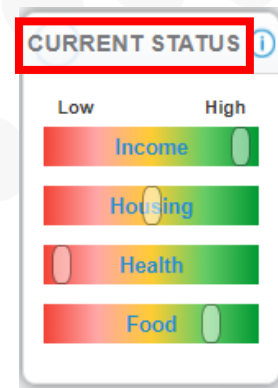 CURRENT STATUS i
Low High
Income
Housing
Health
Food